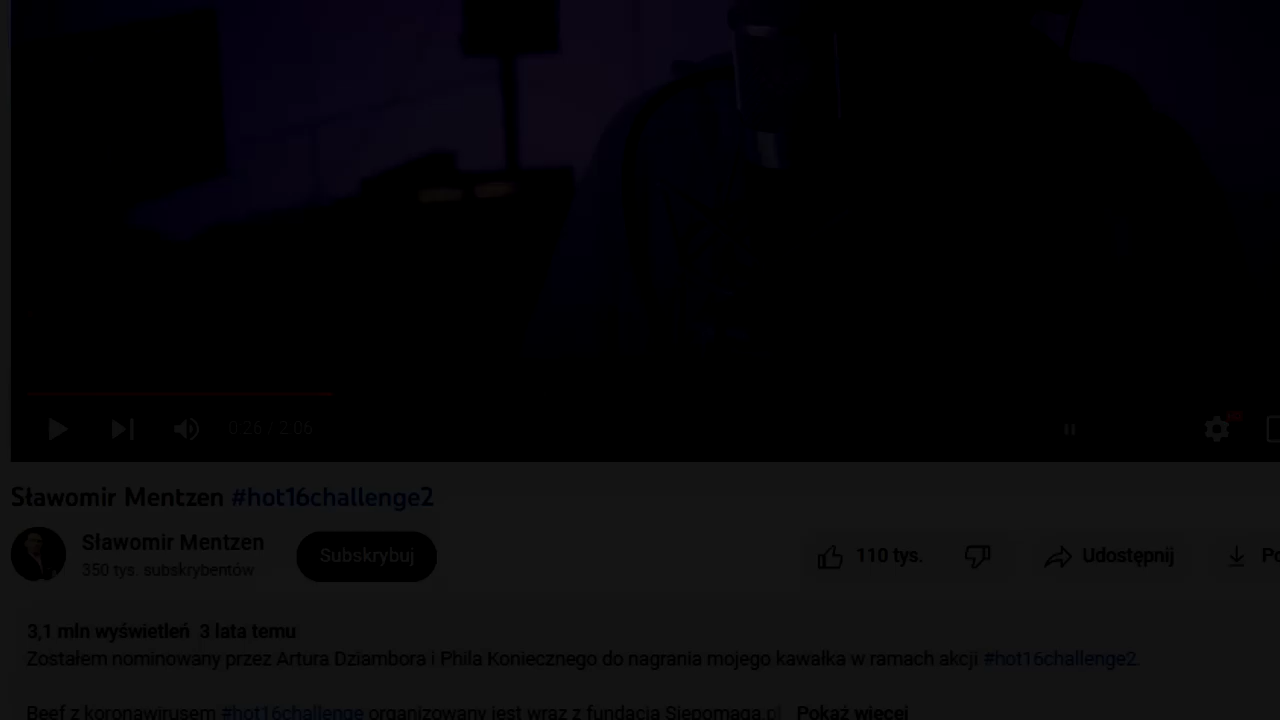 0:26 / 2:06
Sławomir Mentzen #hot16challenge2
Sławomir Mentzen
350 tys. subskrybentów
Subskrybuj
110 tys.
Udostępnij
3,1 mln wyświetleń 3 lata temu
Zostałem nominowany przez Artura Dziambora i Phila Koniecznego do nagrania mojego kawałka w ramach akcji #hot16challenge2.
Beef z koronawirusem #hot16challenge organizowany jest wraz z fundacją Siepomaga.pl Pokaż więcej